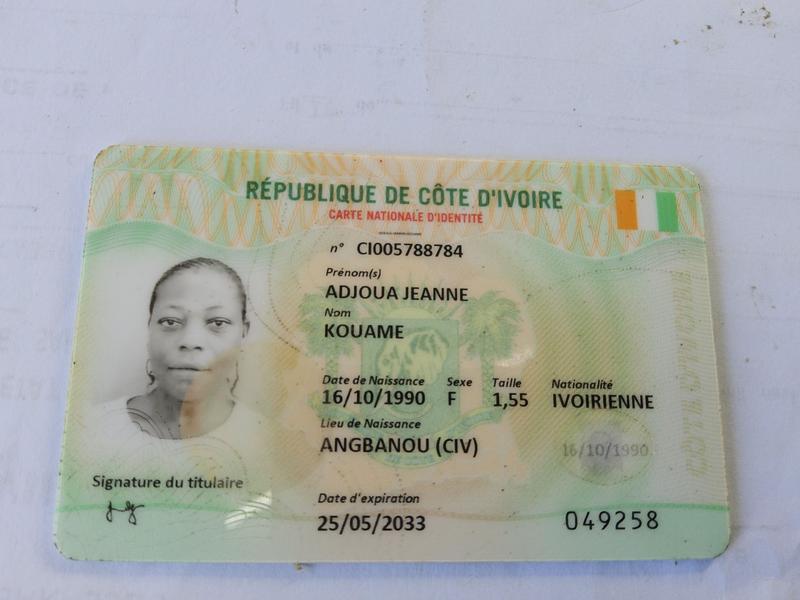 RÉPUBLIQUE DE CÔTE D'IVOIRE
CARTE NATIONALE D'IDENTITÉ
n° CI005788784
Prénom(s)
ADJOUA JEANNE
Nom
KOUAME
Date de Naissance Sexe Taille Nationalité
16/10/1990 F 1,55 IVOIRIENNE
Lieu de Naissance
ANGBANOU (CIV)
16/10/1990
Signature du titulaire
Date d'expiration
25/05/2033
049258